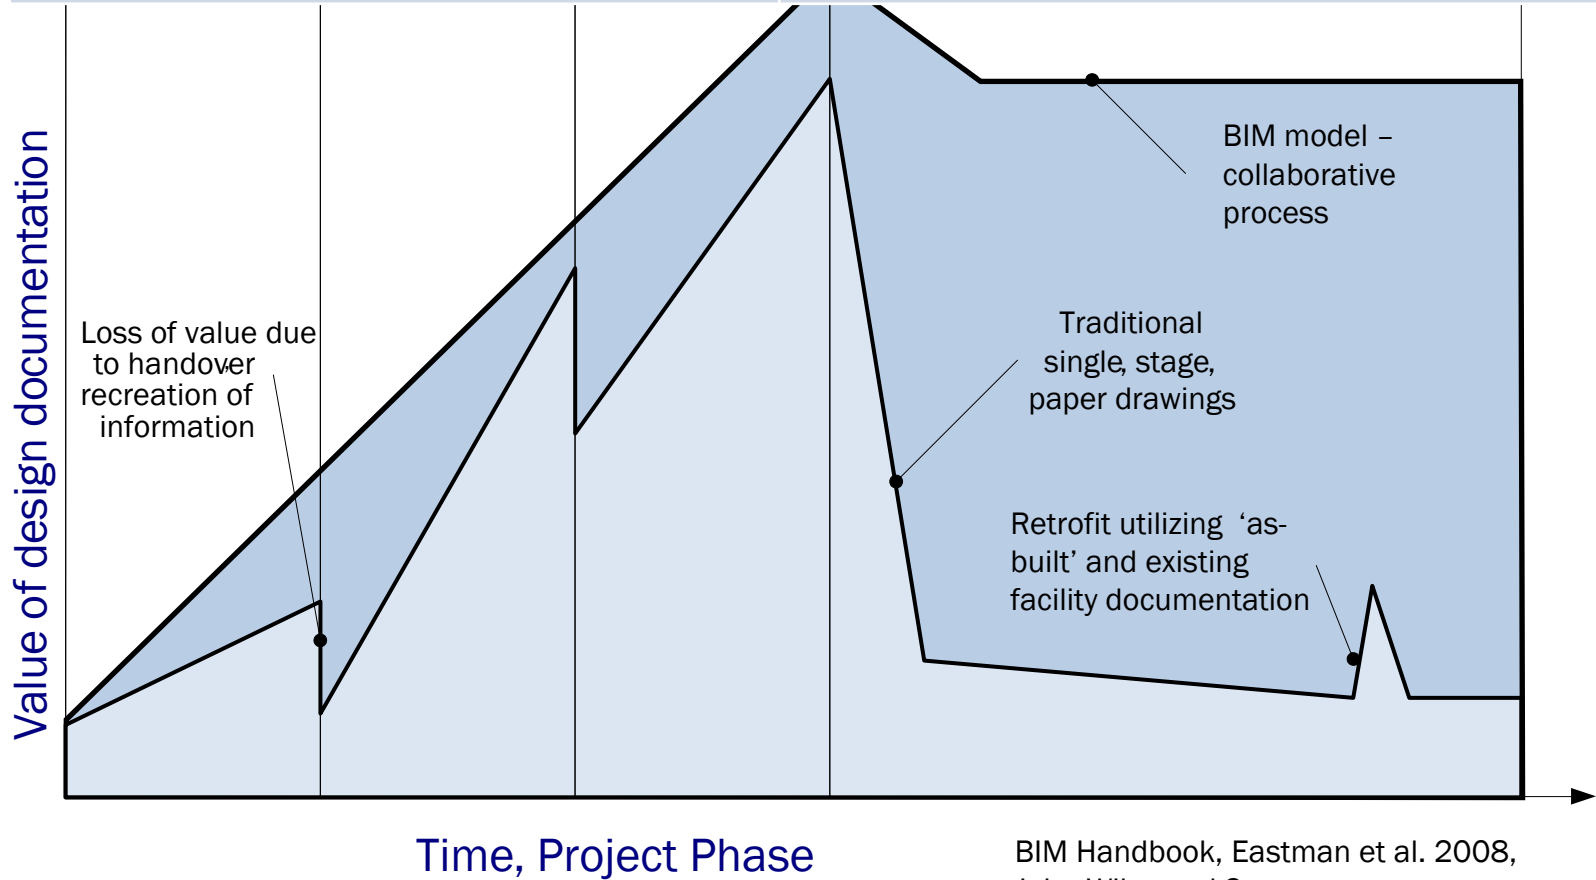 Value of design documentation
Loss of value due
to handover,
recreation of
information
BIM model –
collaborative
process
Traditional
single, stage,
paper drawings
Retrofit utilizing ‘as-
built’ and existing
facility documentation
Time, Project Phase
BIM Handbook, Eastman et al. 2008,